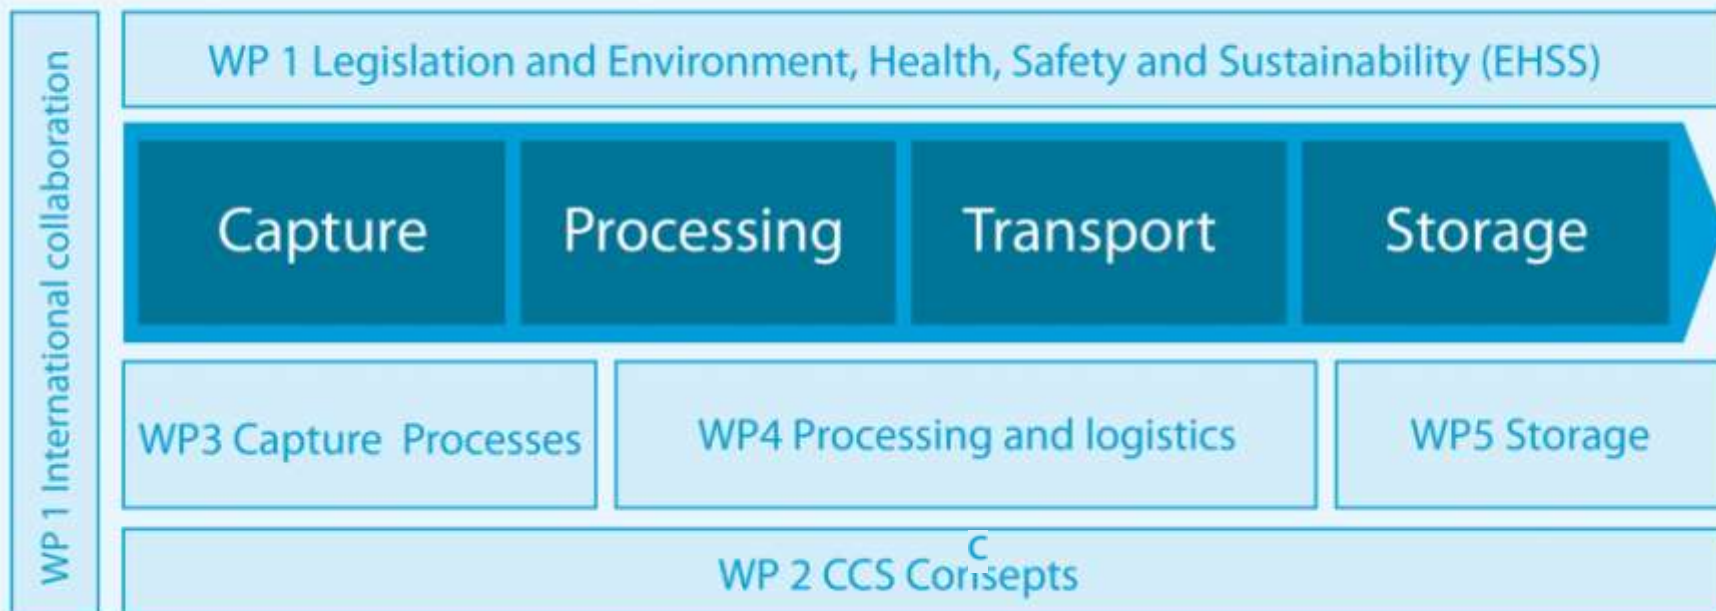 WP 1 International collaboration
WP 1 Legislation and Environment, Health, Safety and Sustainability (EHSS)
Capture
Processing
Transport
Storage
WP3 Capture Processes
WP4 Processing and logistics
WP5 Storage
c
WP 2 CCS Consepts